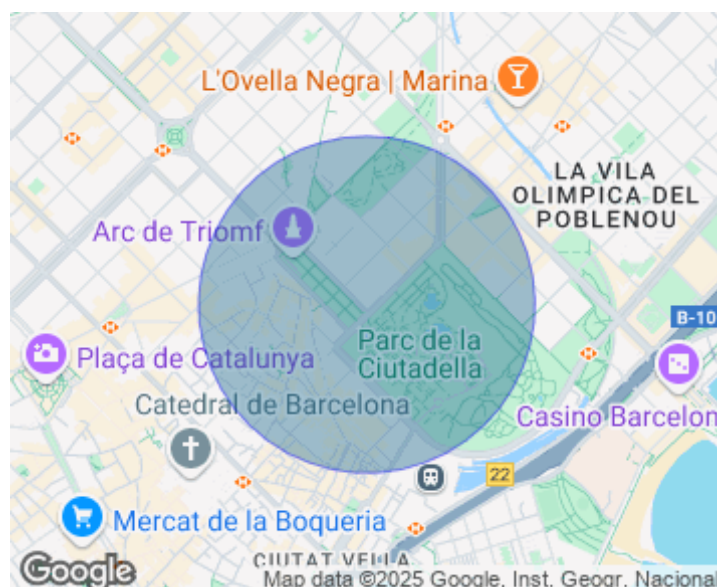 L'Ovella Negra | Marina
LA VILA
OLIMPICA DEL
POBLENOU
Arc de Triomf
B-10
Parc de la
Ciutadella
Plaça de Catalunya
Catedral de Barcelona
Casino Barcelon
22
Mercat de la Boqueria
CIUTAT VELLA
Google
Map data ©2025 Google, Inst. Geogr. Nacional